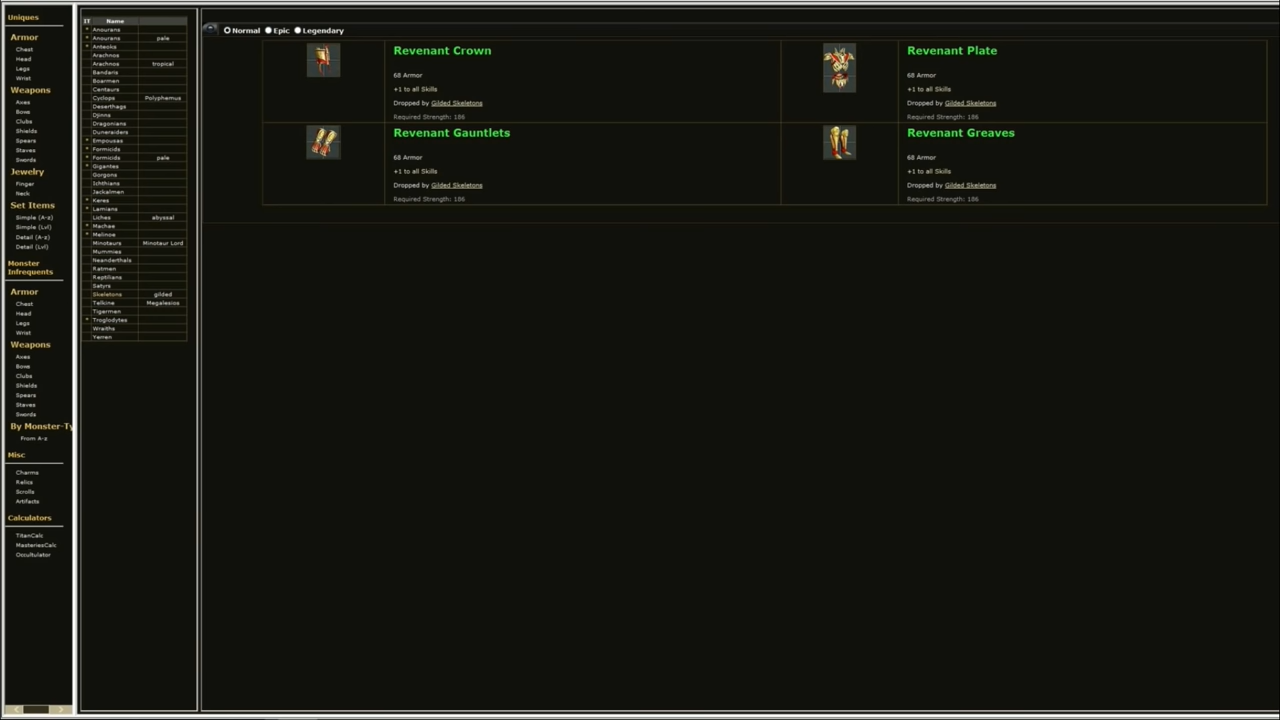 Uniques
Armor
Chest
Head
Legs
Wrist
Weapons
Axes
Bows
Clubs
Shields
Spears
Staves
Swords
Jewelry
Finger
Neck
Set Items
Simple (A-z)
Simple (Lvl)
Detail (A-z)
Detail (Lvl)
Monster
Infrequents
Armor
Chest
Head
Legs
Wrist
Weapons
Axes
Bows
Clubs
Shields
Spears
Staves
Swords
By Monster-Ty
From A-z
Misc
Charms
Relics
Scrolls
Artifacts
Calculators
TitanCalc
MasteriesCalc
Occultulator
IT Name
* Anourans
* Anourans pale
* Anteoks
Arachnos
Arachnos tropical
Bandaris
Boarmen
Centaurs
Cyclops Polyphemus
Deserthags
Djinns
Dragonians
Duneraiders
* Empousas
* Formicids
* Formicids pale
* Gigantes
Gorgons
Ichthians
Jackalmen
* Keres
* Lamians
Liches abyssal
* Machae
* Melinoe
Minotaurs Minotaur Lord
Mummies
Neanderthals
Ratmen
Reptilians
Satyrs
Skeletons gilded
Telkine Megalesios
Tigermen
* Troglodytes
Wraiths
Yerren
Normal Epic Legendary
Revenant Crown
68 Armor
+1 to all Skills
Dropped by Gilded Skeletons
Required Strength: 186
Revenant Plate
68 Armor
+1 to all Skills
Dropped by Gilded Skeletons
Required Strength: 186
Revenant Gauntlets
68 Armor
+1 to all Skills
Dropped by Gilded Skeletons
Required Strength: 186
Revenant Greaves
68 Armor
+1 to all Skills
Dropped by Gilded Skeletons
Required Strength: 186